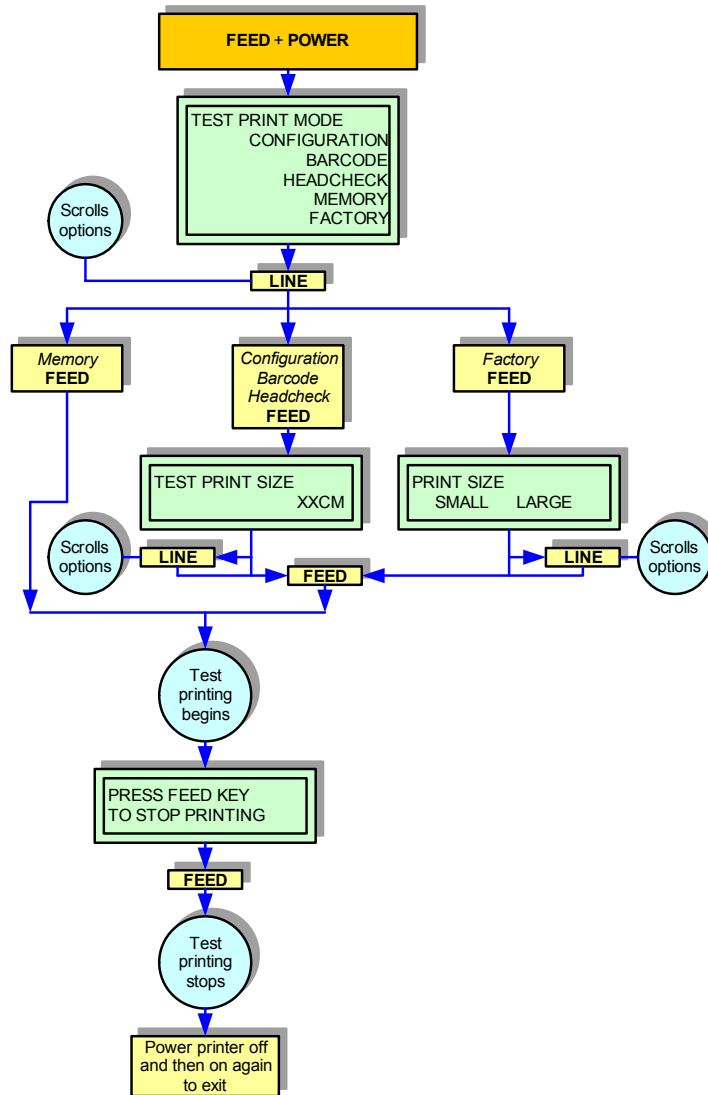 FEED + POWER
TEST PRINT MODE
CONFIGURATION
BARCODE
HEADCHECK
MEMORY
FACTORY
Scrolls
options
LINE
Memory
FEED
Configuration
Barcode
Headcheck
FEED
Factory
FEED
TEST PRINT SIZE
XXCM
PRINT SIZE
SMALL LARGE
Scrolls
options
LINE
FEED
LINE
Scrolls
options
Test
printing
begins
PRESS FEED KEY
TO STOP PRINTING
FEED
Test
printing
stops
Power printer off
and then on again
to exit